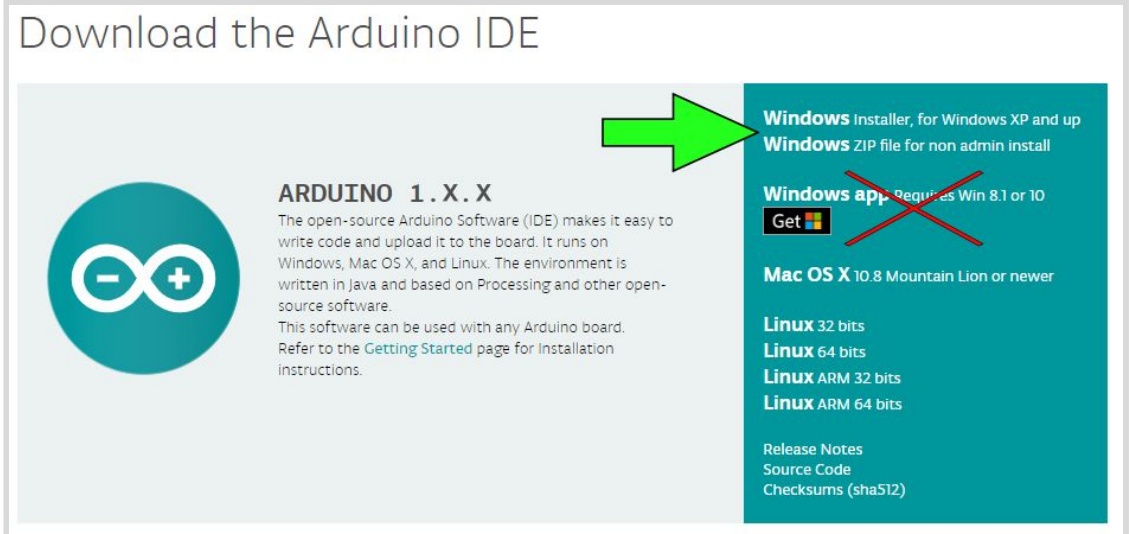 Download the Arduino IDE
ARDUINO 1.X.X
The open-source Arduino Software (IDE) makes it easy to
write code and upload it to the board. It runs on
Windows, Mac OS X, and Linux. The environment is
written in Java and based on Processing and other open-
source software.
This software can be used with any Arduino board.
Refer to the Getting Started page for Installation
instructions.
Windows Installer, for Windows XP and up
Windows ZIP file for non admin install
Windows app Requires Win 8.1 or 10
Get
Mac OS X 10.8 Mountain Lion or newer
Linux 32 bits
Linux 64 bits
Linux ARM 32 bits
Linux ARM 64 bits
Release Notes
Source Code
Checksums (sha512)